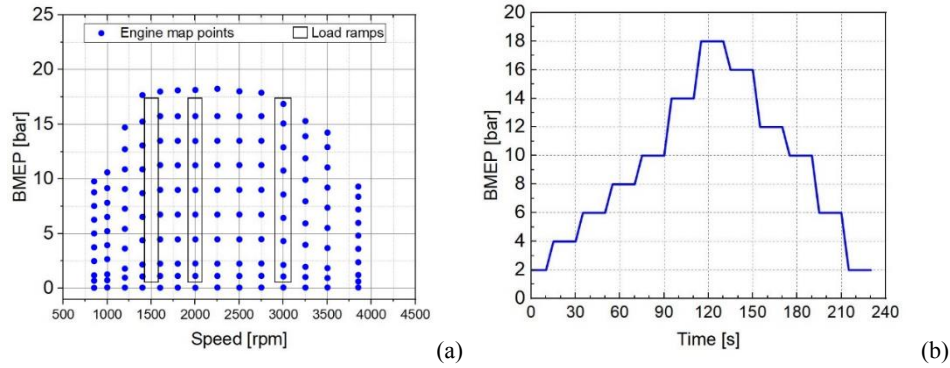 25
20
15
10
5
0
BMEP [bar]
Engine map points
Load ramps
500 1000 1500 2000 2500 3000 3500 4000 4500
Speed [rpm]
(a)
20
18
16
14
12
10
8
6
4
2
0
BMEP [bar]
0 30 60 90 120 150 180 210 240
Time [s]
(b)